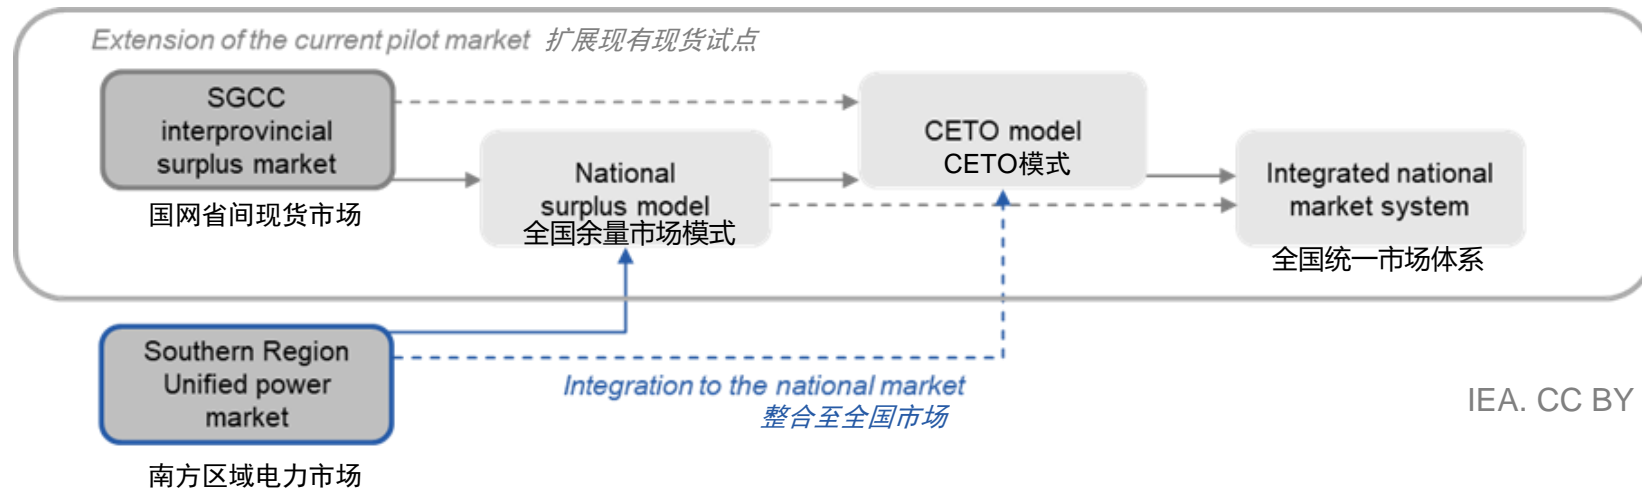 Extension of the current pilot market 扩展现有现货试点
SGCC
interprovincial
surplus market
国网省间现货市场
National
surplus model
全国余量市场模式
CETO model
CETO模式
Integrated national
market system
全国统一市场体系
Southern Region
Unified power
market
南方区域电力市场
Integration to the national market
整合至全国市场
IEA. CC BY